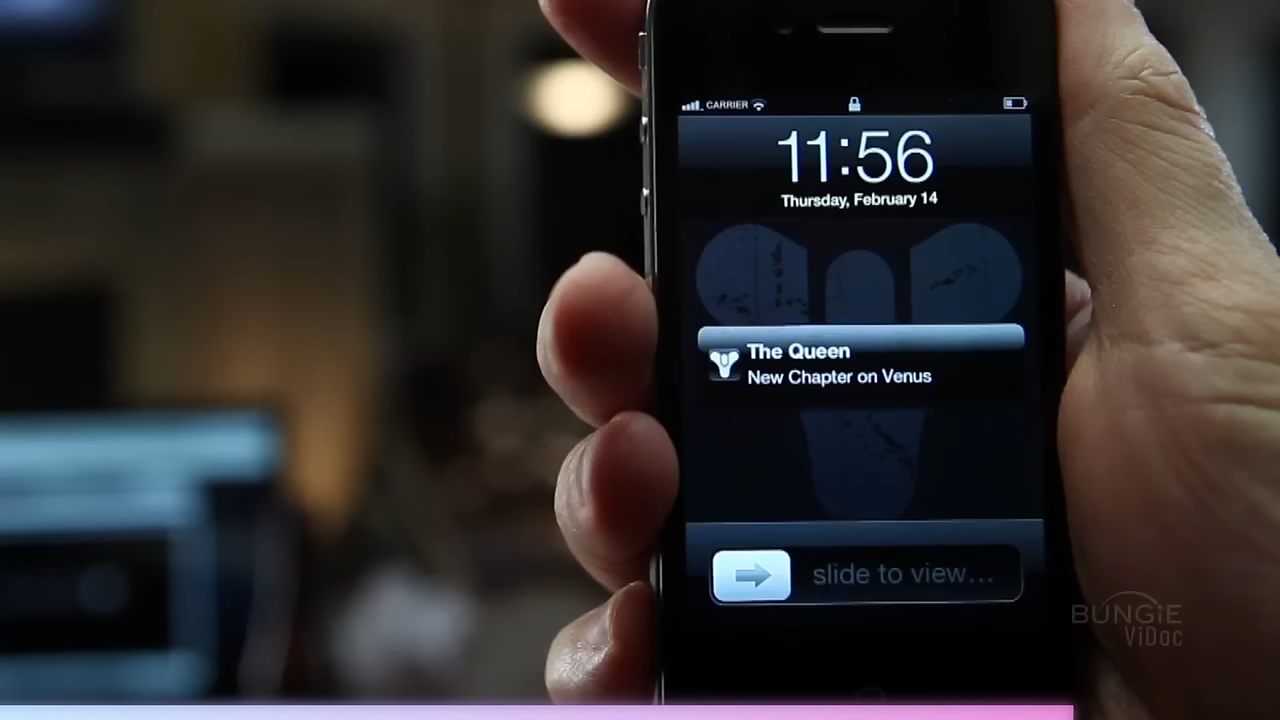 CARRIER
11:56
Thursday, February 14
The Queen
New Chapter on Venus
slide to view...
BUNGiE
ViDoc